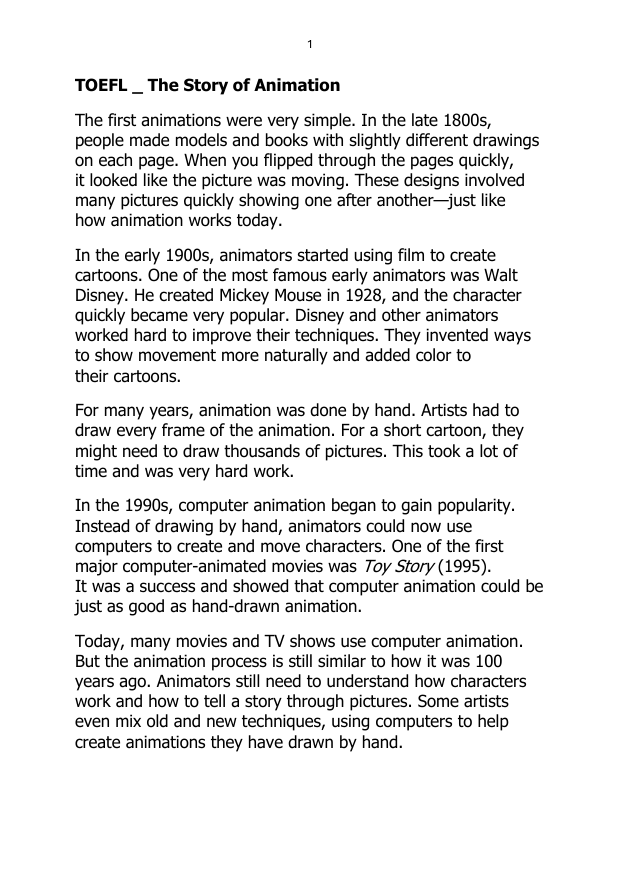 1
TOEFL _ The Story of Animation
The first animations were very simple. In the late 1800s,
people made models and books with slightly different drawings
on each page. When you flipped through the pages quickly,
it looked like the picture was moving. These designs involved
many pictures quickly showing one after another—just like
how animation works today.
In the early 1900s, animators started using film to create
cartoons. One of the most famous early animators was Walt
Disney. He created Mickey Mouse in 1928, and the character
quickly became very popular. Disney and other animators
worked hard to improve their techniques. They invented ways
to show movement more naturally and added color to
their cartoons.
For many years, animation was done by hand. Artists had to
draw every frame of the animation. For a short cartoon, they
might need to draw thousands of pictures. This took a lot of
time and was very hard work.
In the 1990s, computer animation began to gain popularity.
Instead of drawing by hand, animators could now use
computers to create and move characters. One of the first
major computer-animated movies was Toy Story (1995).
It was a success and showed that computer animation could be
just as good as hand-drawn animation.
Today, many movies and TV shows use computer animation.
But the animation process is still similar to how it was 100
years ago. Animators still need to understand how characters
work and how to tell a story through pictures. Some artists
even mix old and new techniques, using computers to help
create animations they have drawn by hand.